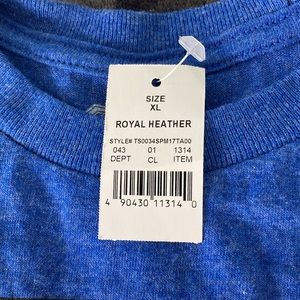 SIZE
XL
ROYAL HEATHER
STYLE# TS0034SPM17TA00
043 01 1314
DEPT CL ITEM
4 90430 11314 0